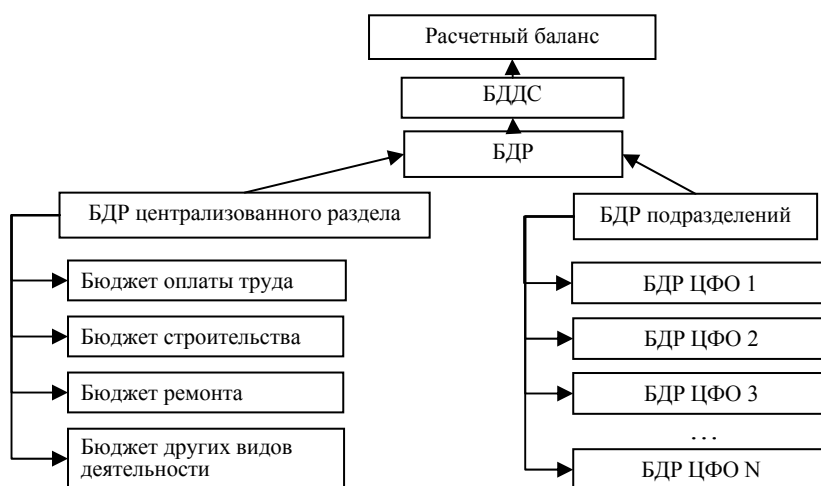 Расчетный баланс
БДДС
БДР
БДР централизованного раздела
БДР подразделений
Бюджет оплаты труда
Бюджет строительства
Бюджет ремонта
Бюджет других видов
деятельности
БДР ЦФО 1
БДР ЦФО 2
БДР ЦФО 3
…
БДР ЦФО N